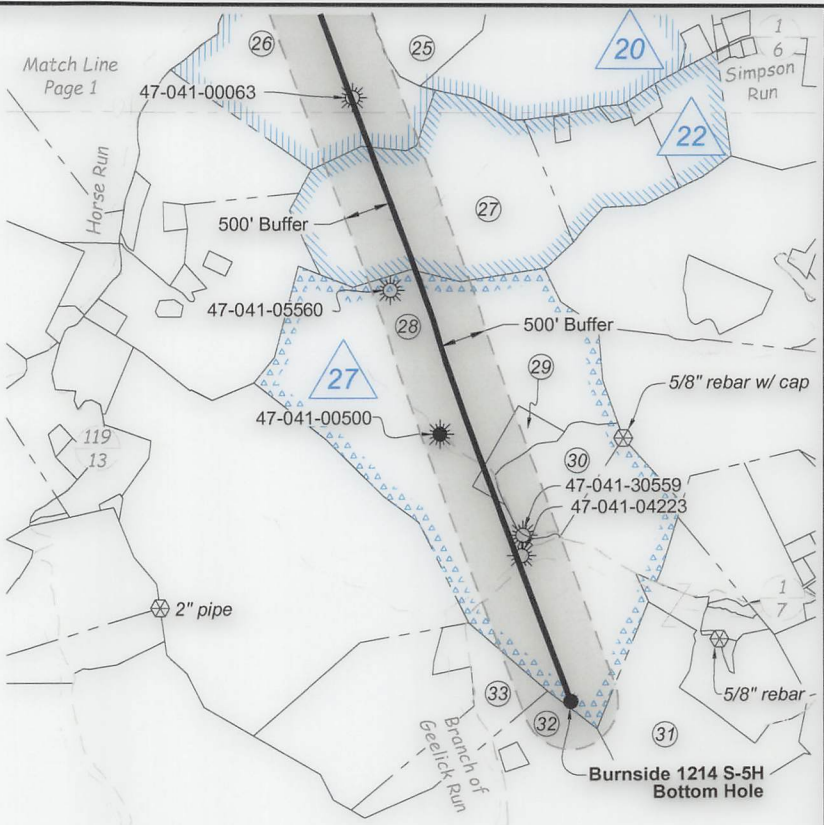 26
25
20
1
6
Simpson
Run
Match Line
Page 1
47-041-00063
22
Horse Run
27
500' Buffer
47-041-05560
28
500' Buffer
27
29
5/8" rebar w/ cap
47-041-00500
119
13
30
47-041-30559
47-041-04223
1
7
2" pipe
5/8" rebar
33
32
31
Branch of
Geelick Run
Burnside 1214 S-5H
Bottom Hole